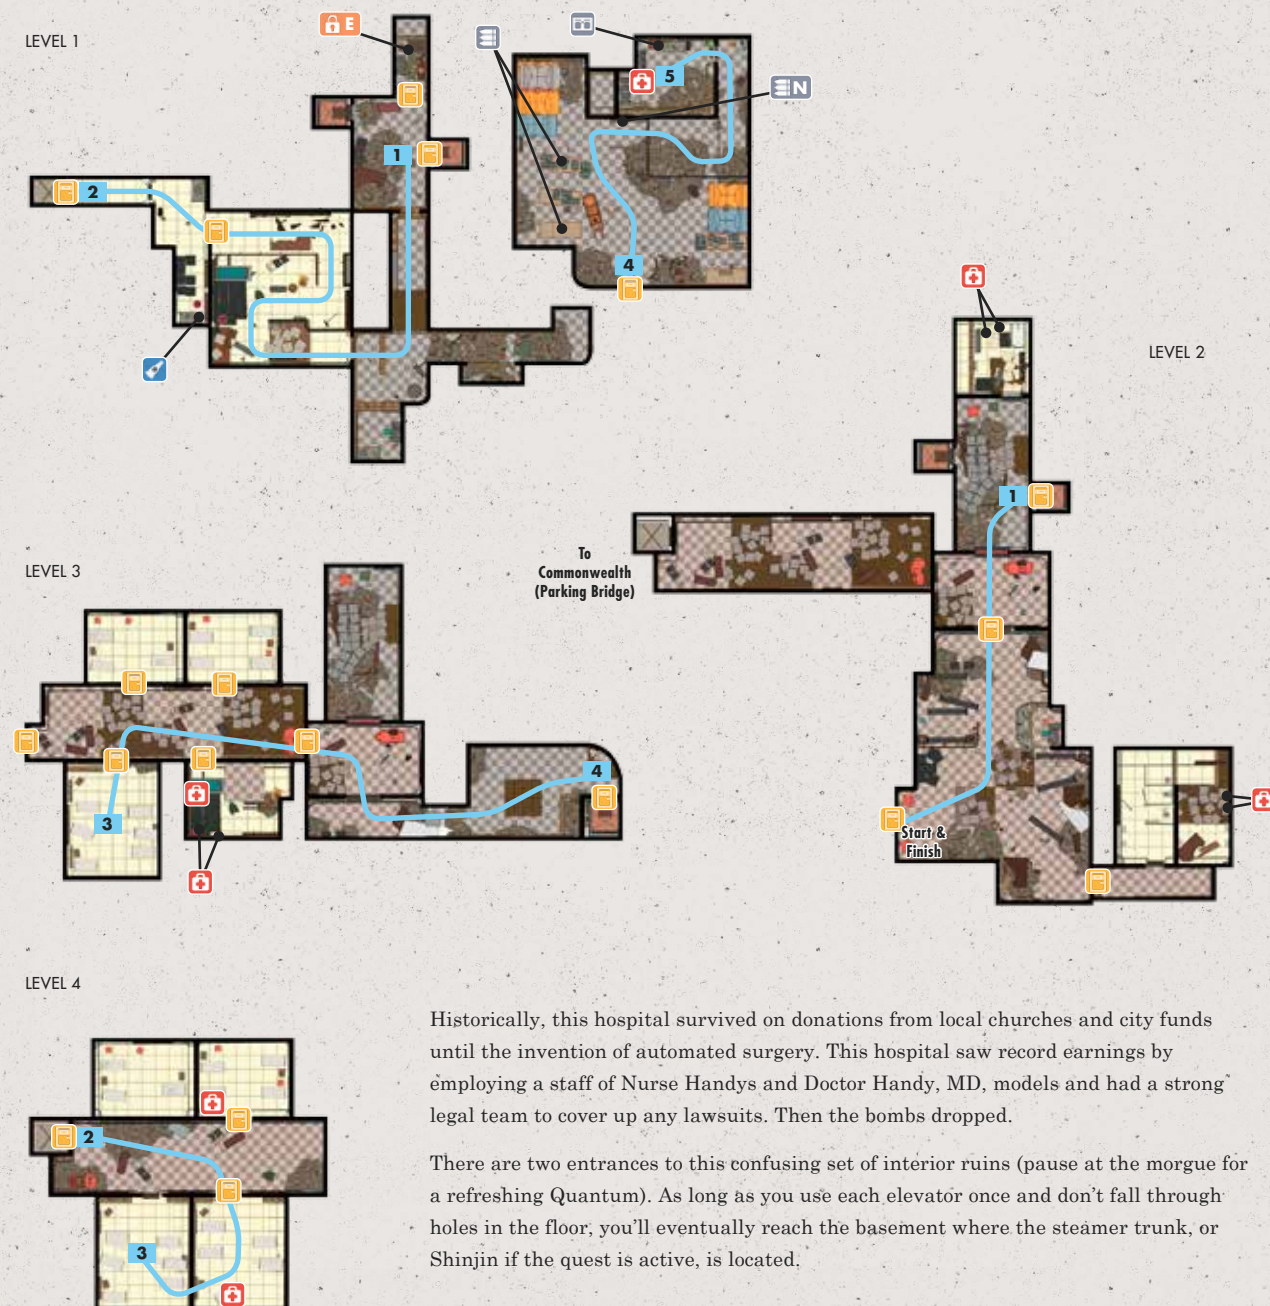 LEVEL 1
E
5
N
1
2
4
LEVEL 2
1
To
Commonwealth
(Parking Bridge)
LEVEL 3
4
3
Start &
Finish
LEVEL 4
2
3
Historically, this hospital survived on donations from local churches and city funds
until the invention of automated surgery. This hospital saw record earnings by
employing a staff of Nurse Handys and Doctor Handy, MD, models and had a strong
legal team to cover up any lawsuits. Then the bombs dropped.
There are two entrances to this confusing set of interior ruins (pause at the morgue for
a refreshing Quantum). As long as you use each elevator once and don't fall through
holes in the floor, you'll eventually reach the basement where the steamer trunk, or
Shinjin if the quest is active, is located.